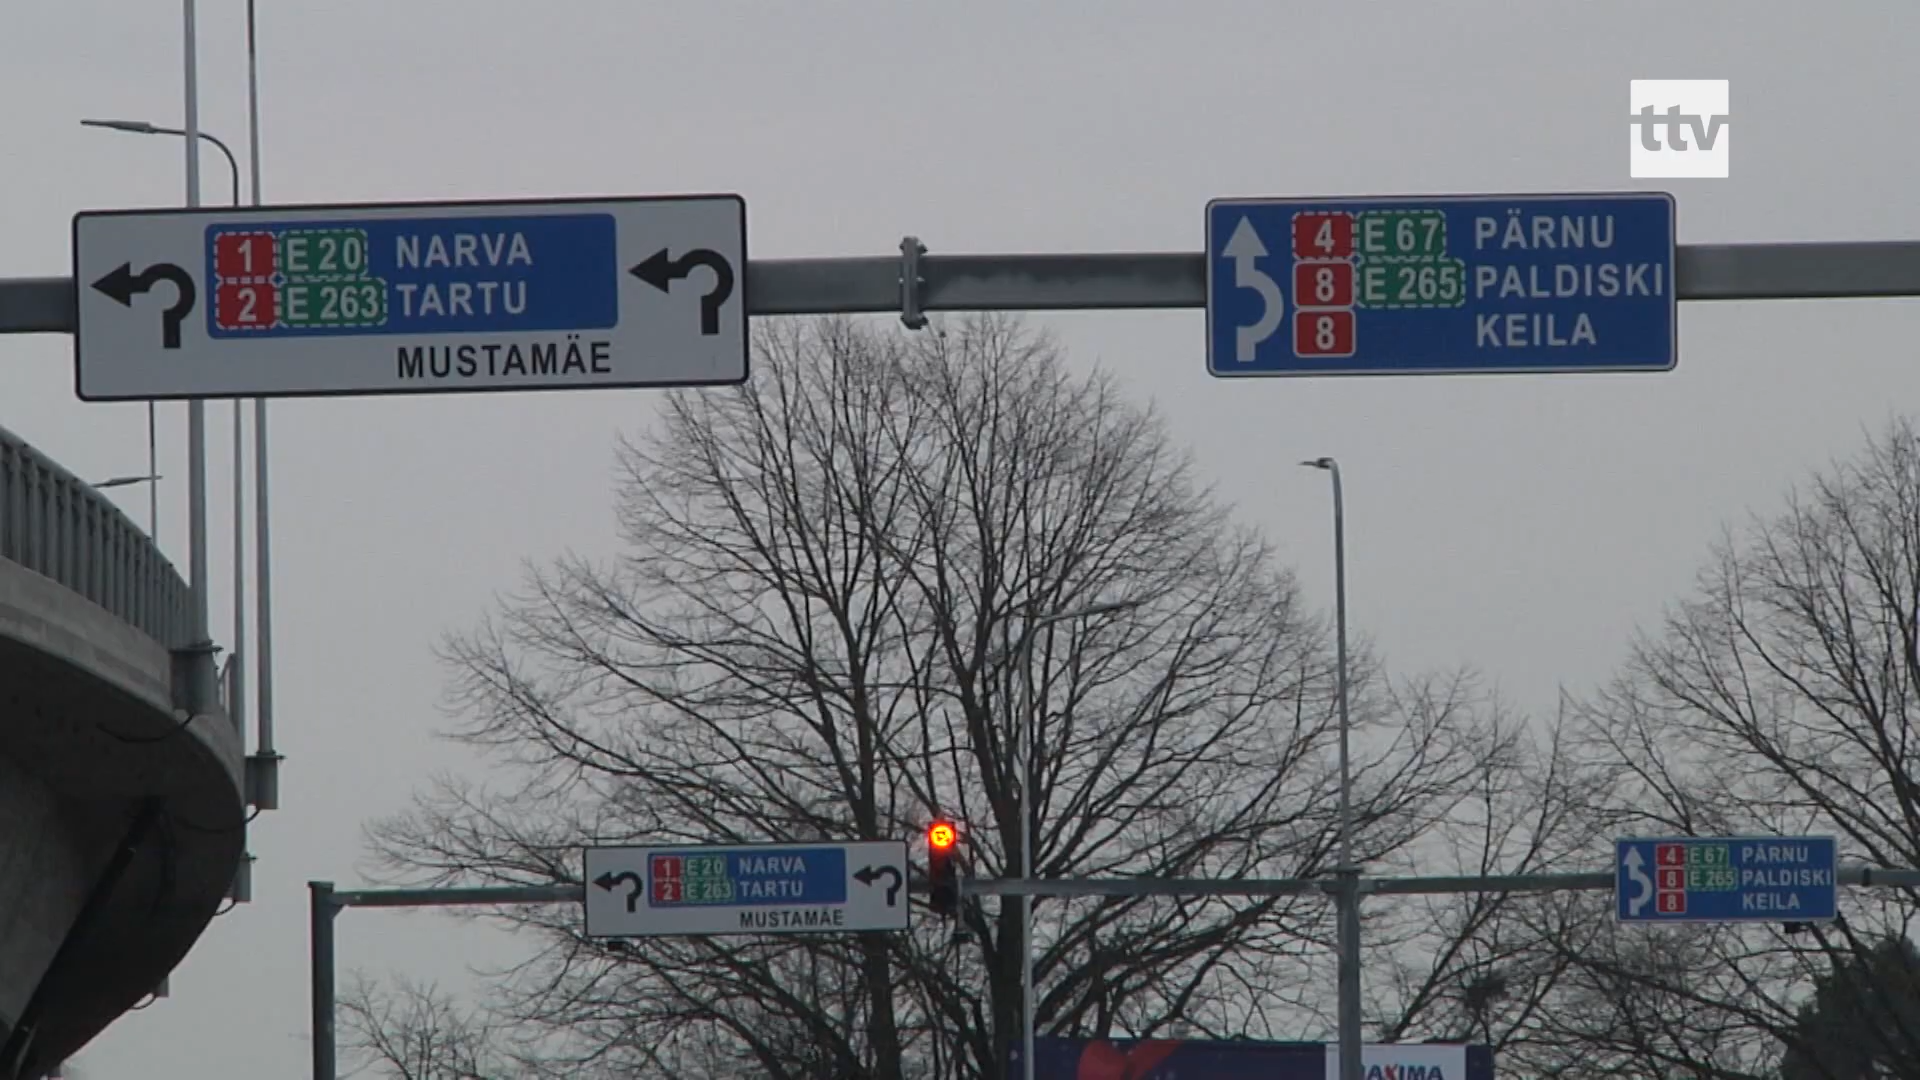 ttv
1 E 20 NARVA
2 E 263 TARTU
MUSTAMÄE
4 E 67 PÄRNU
8 E 265 PALDISKI
8 KEILA
1 E 20 NARVA
2 E 263 TARTU
MUSTAMÄE
4 E 67 PÄRNU
8 E 265 PALDISKI
8 KEILA
MAXIMA